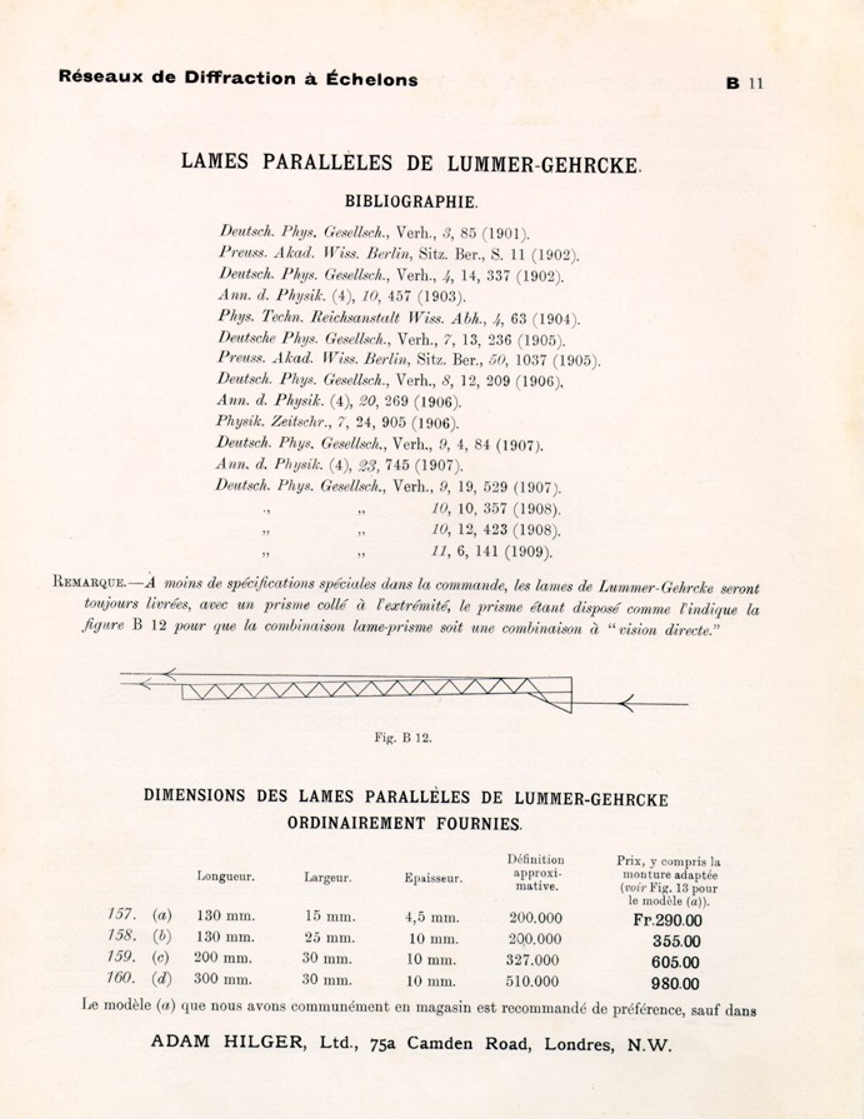 Réseaux de Diffraction à Échelons
B 11
LAMES PARALLÈLES DE LUMMER-GEHRCKE.
BIBLIOGRAPHIE.
Deutsch. Phys. Gesellsch., Verh., 3, 85 (1901).
Preuss. Akad. Wiss. Berlin, Sitz. Ber., S. 11 (1902).
Deutsch. Phys. Gesellsch., Verh., 4, 14, 337 (1902).
Ann. d. Physik. (4), 10, 457 (1903).
Phys. Techn. Reichsanstalt Wiss. Abh., 4, 63 (1904).
Deutsche Phys. Gesellsch., Verh., 7, 13, 236 (1905).
Preuss. Akad. Wiss. Berlin, Sitz. Ber., 50, 1037 (1905).
Deutsch. Phys. Gesellsch., Verh., 8, 12, 209 (1906).
Ann. d. Physik. (4), 20, 269 (1906).
Physik. Zeitschr., 7, 24, 905 (1906).
Deutsch. Phys. Gesellsch., Verh., 9, 4, 84 (1907).
Ann. d. Physik. (4), 23, 745 (1907).
Deutsch. Phys. Gesellsch., Verh., 9, 19, 529 (1907).
„ „ 10, 10, 357 (1908).
„ „ 10, 12, 423 (1908).
„ „ 11, 6, 141 (1909).
REMARQUE.—À moins de spécifications spéciales dans la commande, les lames de Lummer-Gehrcke seront
toujours livrées, avec un prisme collé à l'extrémité, le prisme étant disposé comme l'indique la
figure B 12 pour que la combinaison lame-prisme soit une combinaison à “vision directe.”
Fig. B 12.
DIMENSIONS DES LAMES PARALLÈLES DE LUMMER-GEHRCKE
ORDINAIREMENT FOURNIES.
Longueur. Largeur. Epaisseur. Définition approxi-mative. Prix, y compris la monture adaptée (voir Fig. 13 pour le modèle (a)).
157. (a) 130 mm. 15 mm. 4,5 mm. 200.000 Fr.290.00
158. (b) 130 mm. 25 mm. 10 mm. 200.000 355.00
159. (c) 200 mm. 30 mm. 10 mm. 327.000 605.00
160. (d) 300 mm. 30 mm. 10 mm. 510.000 980.00
Le modèle (a) que nous avons communément en magasin est recommandé de préférence, sauf dans
ADAM HILGER, Ltd., 75a Camden Road, Londres, N.W.